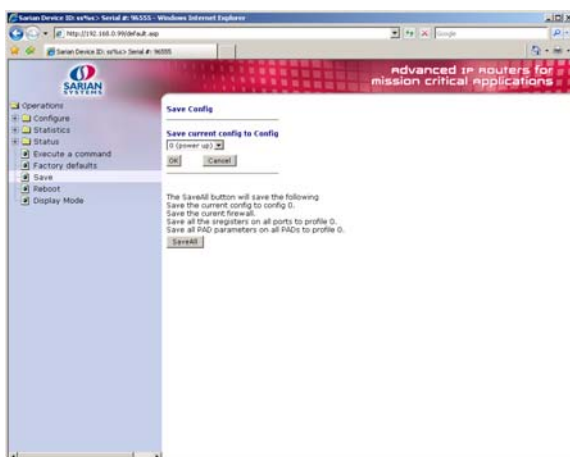 Sarian Device ID: ss%s> Serial #: 96555 - Windows Internet Explorer
http://192.168.0.99/default.asp
Google
Sarian Device ID: ss%s> Serial #: 96555
SARIAN
SYSTEMS
Advanced IP Routers for
mission critical applications
Operations
Configure
Statistics
Status
Execute a command
Factory defaults
Save
Reboot
Display Mode
Save Config
Save current config to Config
0 (power up)
OK
Cancel
The SaveAll button will save the following
Save the current config to config 0.
Save the current firewall.
Save all the sregisters on all ports to profile 0.
Save all PAD parameters on all PADs to profile 0.
SaveAll